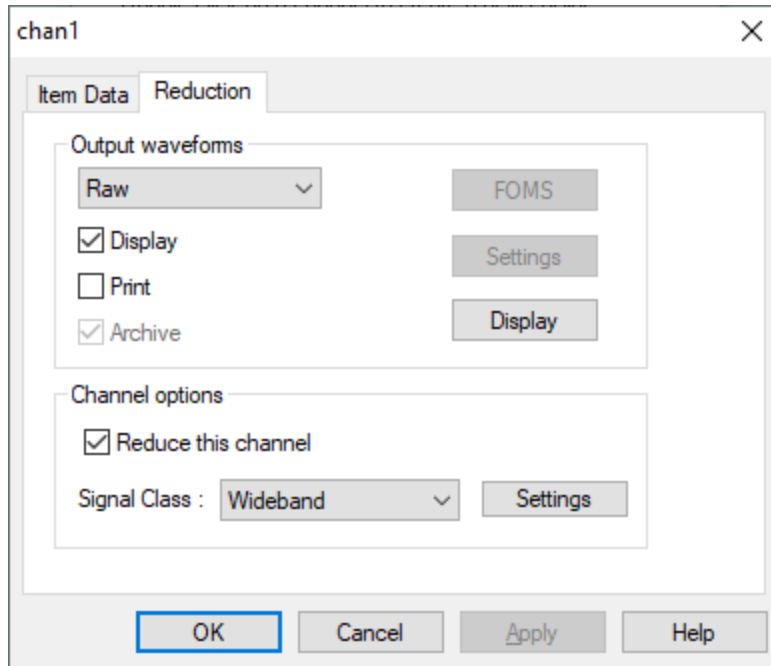 chan1
Item Data Reduction
Output waveforms
Raw FOMS
Display Settings
Print
Archive Display
Channel options
Reduce this channel
Signal Class : Wideband Settings
OK Cancel Apply Help